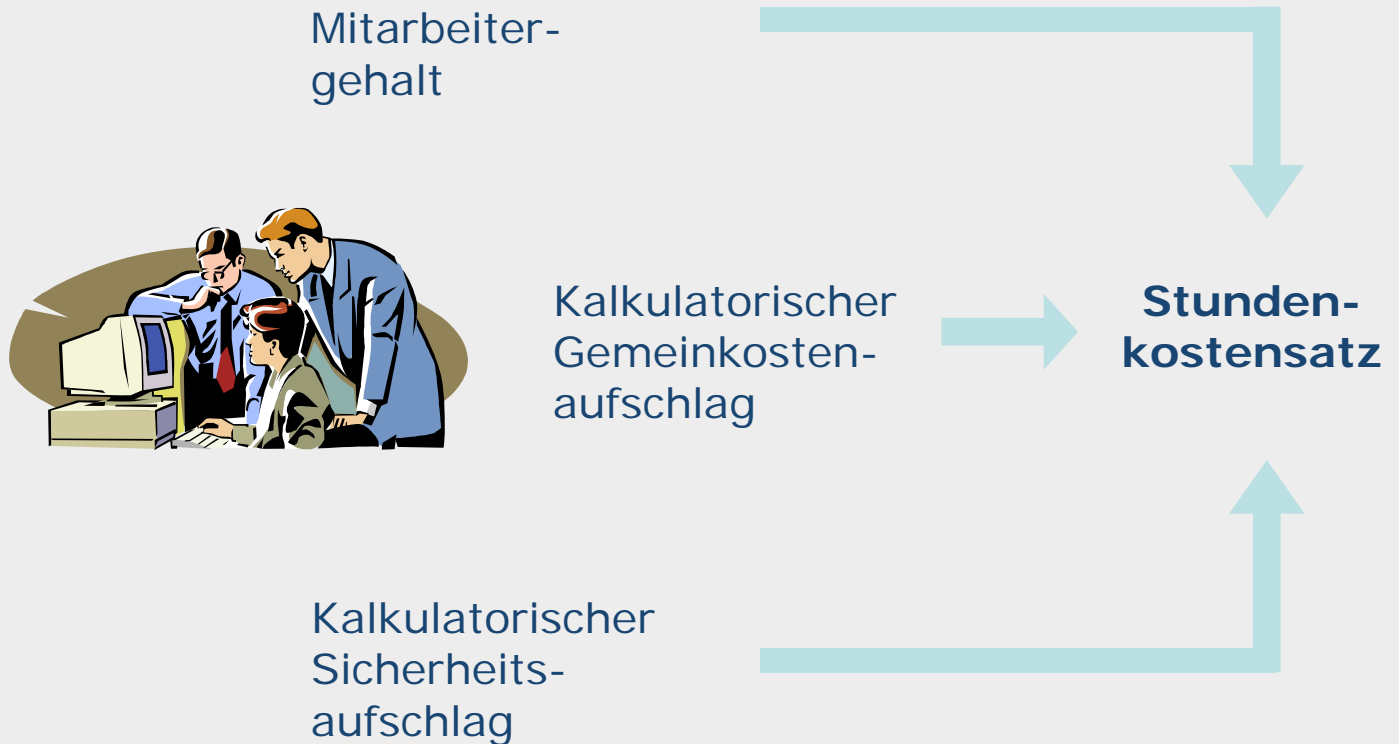 Mitarbeiter-
gehalt
Kalkulatorischer
Gemeinkosten-
aufschlag
Stunden-
kostensatz
Kalkulatorischer
Sicherheits-
aufschlag